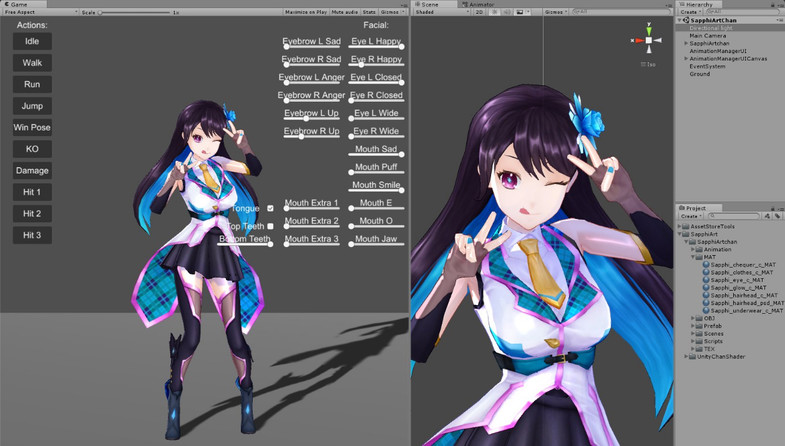 Game
Free Aspect
Scale
1x
Maximize on Play
Mute audio
Stats
Gizmos
Actions:
Idle
Walk
Run
Jump
Win Pose
KO
Damage
Hit 1
Hit 2
Hit 3
Facial:
Eyebrow L Sad
Eye L Happy
Eyebrow R Sad
Eye R Happy
Eyebrow L Anger
Eye L Closed
Eyebrow R Anger
Eye R Closed
Eyebrow L Up
Eye L Wide
Eyebrow R Up
Eye R Wide
Mouth Sad
Mouth Puff
Mouth Smile
Tongue
Mouth Extra 1
Mouth E
Top Teeth
Mouth Extra 2
Mouth O
Bottom Teeth
Mouth Extra 3
Mouth Jaw
Scene
Animator
Shaded
2D
Gizmos
y
x
Iso
Hierarchy
Create
SapphiArtChan
Directional light
Main Camera
SapphiArtchan
AnimationManagerUI
AnimationManagerUICanvas
EventSystem
Ground
Project
Create
AssetStoreTools
SapphiArt
SapphiArtchan
Animation
MAT
Sapphi_chequer_c_MAT
Sapphi_clothes_c_MAT
Sapphi_eye_c_MAT
Sapphi_glow_c_MAT
Sapphi_hairhead_c_MAT
Sapphi_hairhead_psd_MAT
Sapphi_underwear_c_MAT
OBJ
Prefab
Scenes
Scripts
TEX
UnityChanShader